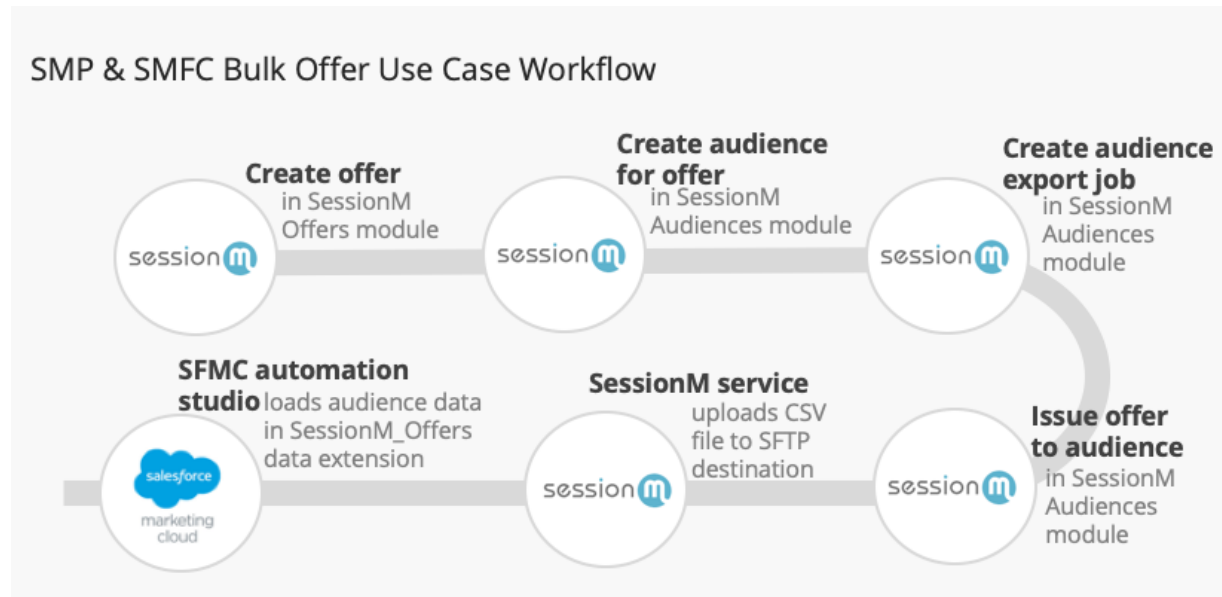 SMP & SMFC Bulk Offer Use Case Workflow
Create offer
in SessionM
Offers module
session m
Create audience
for offer
in SessionM
Audiences module
session m
Create audience
export job
in SessionM
Audiences
module
session m
Issue offer
to audience
in SessionM
Audiences
module
session m
SessionM service
uploads CSV
file to SFTP
destination
session m
SFMC automation
studio loads audience data
in SessionM_Offers
data extension
salesforce
marketing
cloud